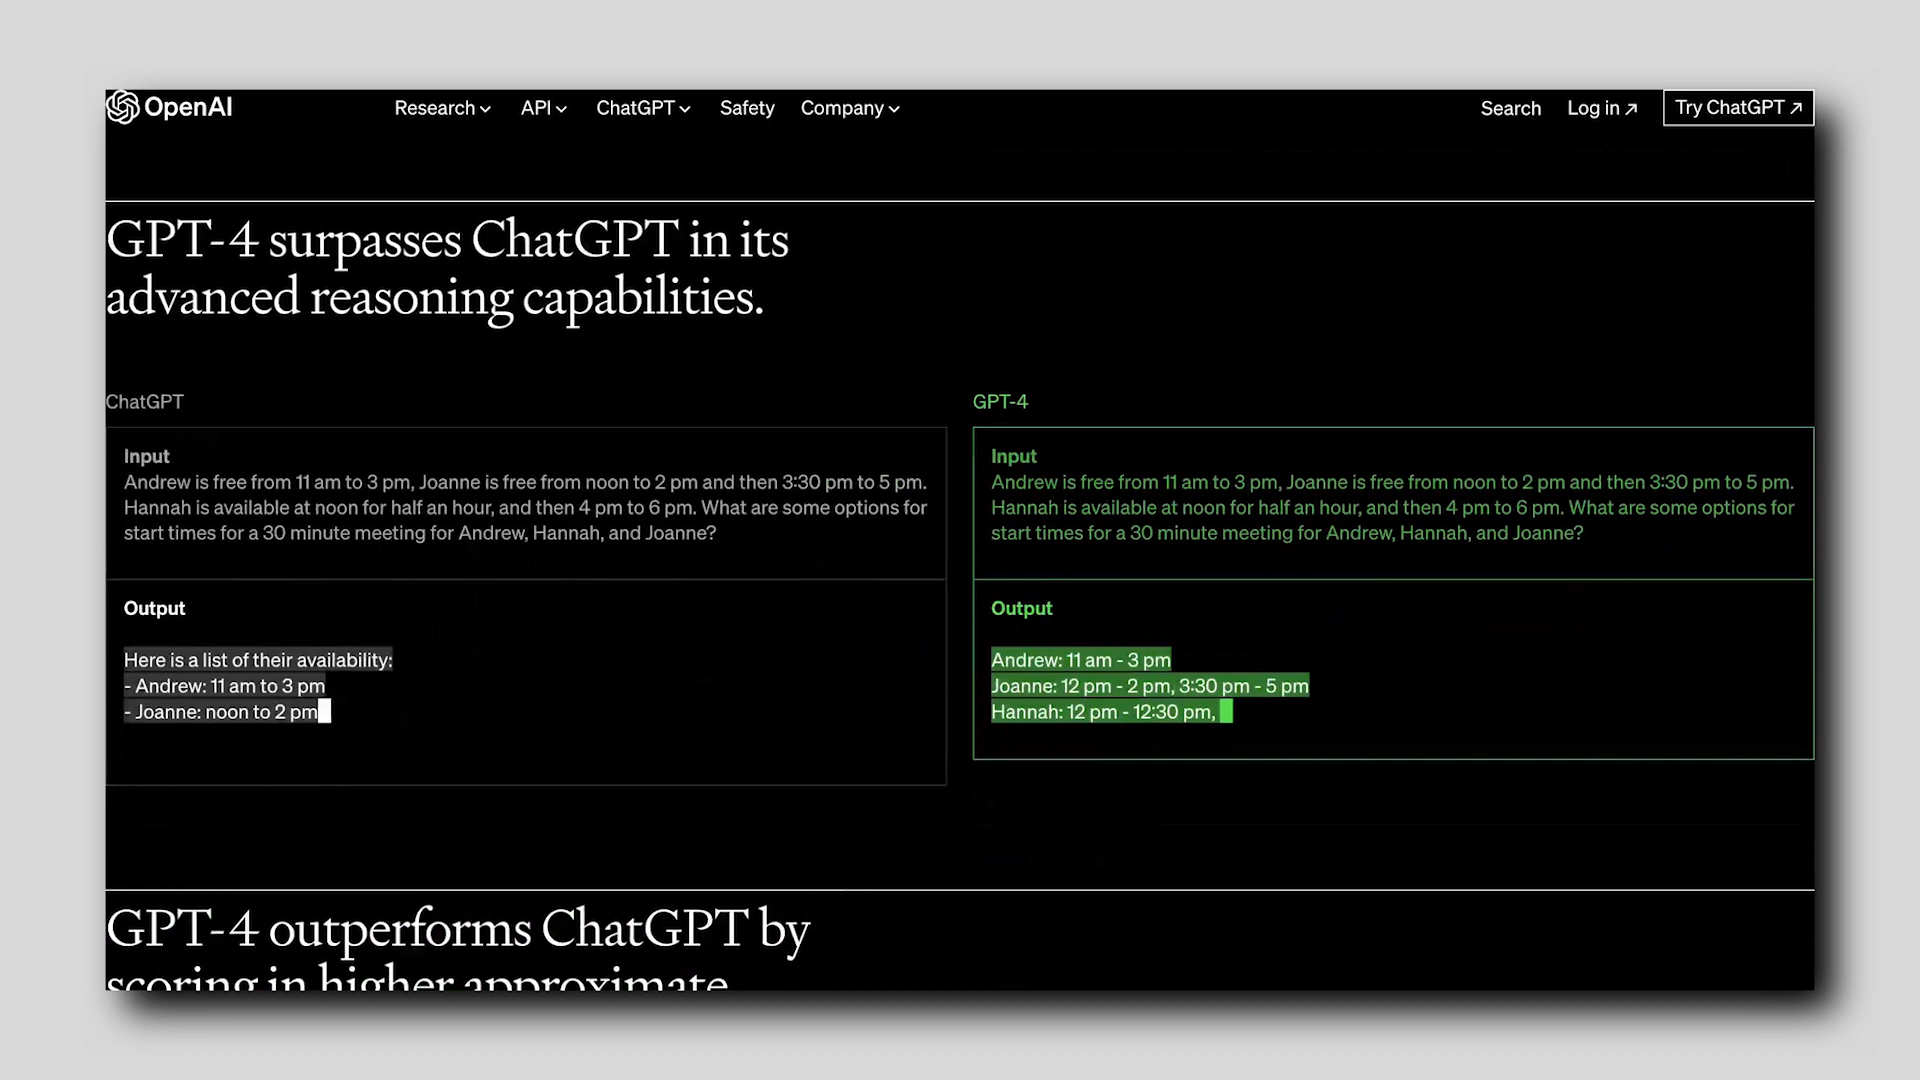 OpenAI
Research API ChatGPT Safety Company Search Log in ↗ Try ChatGPT ↗
GPT-4 surpasses ChatGPT in its
advanced reasoning capabilities.
ChatGPT
Input
Andrew is free from 11 am to 3 pm, Joanne is free from noon to 2 pm and then 3:30 pm to 5 pm.
Hannah is available at noon for half an hour, and then 4 pm to 6 pm. What are some options for
start times for a 30 minute meeting for Andrew, Hannah, and Joanne?
Output
Here is a list of their availability:
- Andrew: 11 am to 3 pm
- Joanne: noon to 2 pm
GPT-4
Input
Andrew is free from 11 am to 3 pm, Joanne is free from noon to 2 pm and then 3:30 pm to 5 pm.
Hannah is available at noon for half an hour, and then 4 pm to 6 pm. What are some options for
start times for a 30 minute meeting for Andrew, Hannah, and Joanne?
Output
Andrew: 11 am - 3 pm
Joanne: 12 pm - 2 pm, 3:30 pm - 5 pm
Hannah: 12 pm - 12:30 pm,
GPT-4 outperforms ChatGPT by
scoring in higher approximate